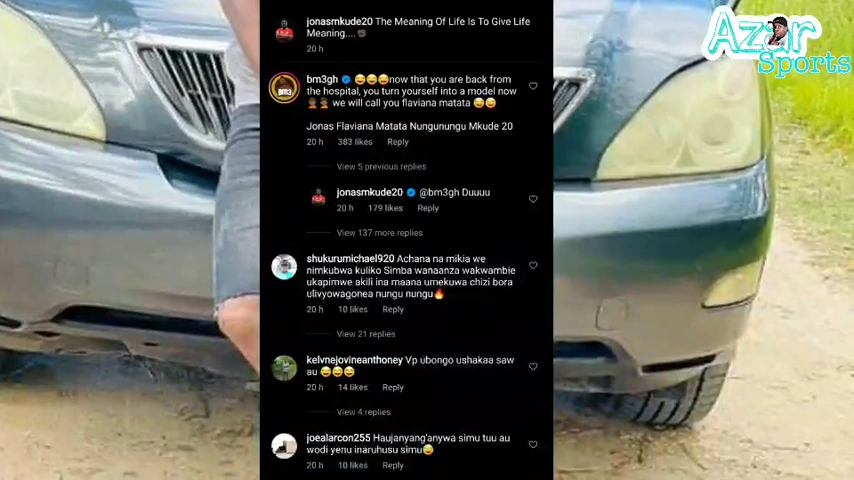 Azar
Sports
jonasmkude20 The Meaning Of Life Is To Give Life
Meaning....✊🏿
20 h
bm3gh 😂😂😂now that you are back from
the hospital, you turn yourself into a model now
🤦🏾‍♂️🤦🏾‍♂️ we will call you flaviana matata 😂😂
Jonas Flaviana Matata Nungunungu Mkude 20
20 h 383 likes Reply
View 5 previous replies
jonasmkude20 @bm3gh Duuuu
20 h 179 likes Reply
View 137 more replies
shukurumichael920 Achana na mikia we
nimkubwa kuliko Simba wanaanza wakwambie
ukapimwe akili ina maana umekuwa chizi bora
ulivyowagonea nungu nungu🔥
20 h 10 likes Reply
View 21 replies
kelvnejovineanthoney Vp ubongo ushakaa saw
au 😂😂😂
20 h 14 likes Reply
View 4 replies
joealarcon255 Haujanyang'anywa simu tuu au
wodi yenu inaruhusu simu😂
20 h 10 likes Reply